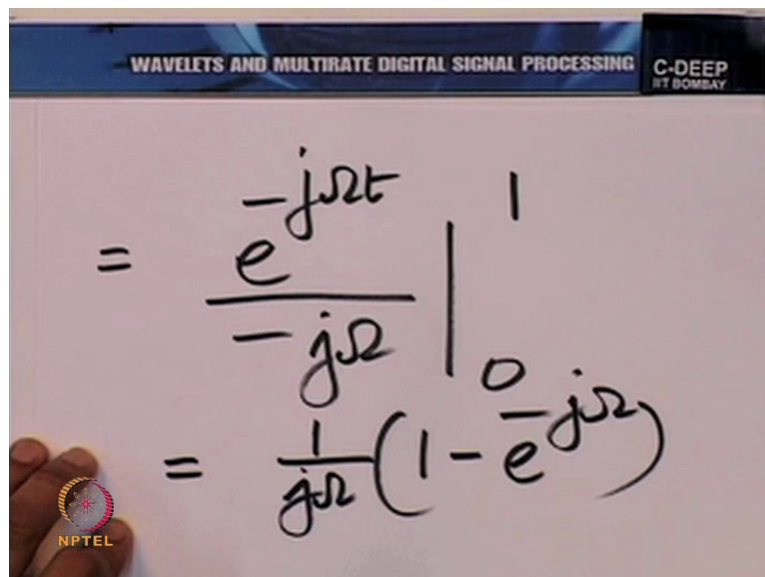 WAVELETS AND MULTIRATE DIGITAL SIGNAL PROCESSING
C-DEEP
IIT BOMBAY
= e^{-jΩt} / -jΩ |_0^1
= 1/jΩ (1 - e^{-jΩ})
NPTEL